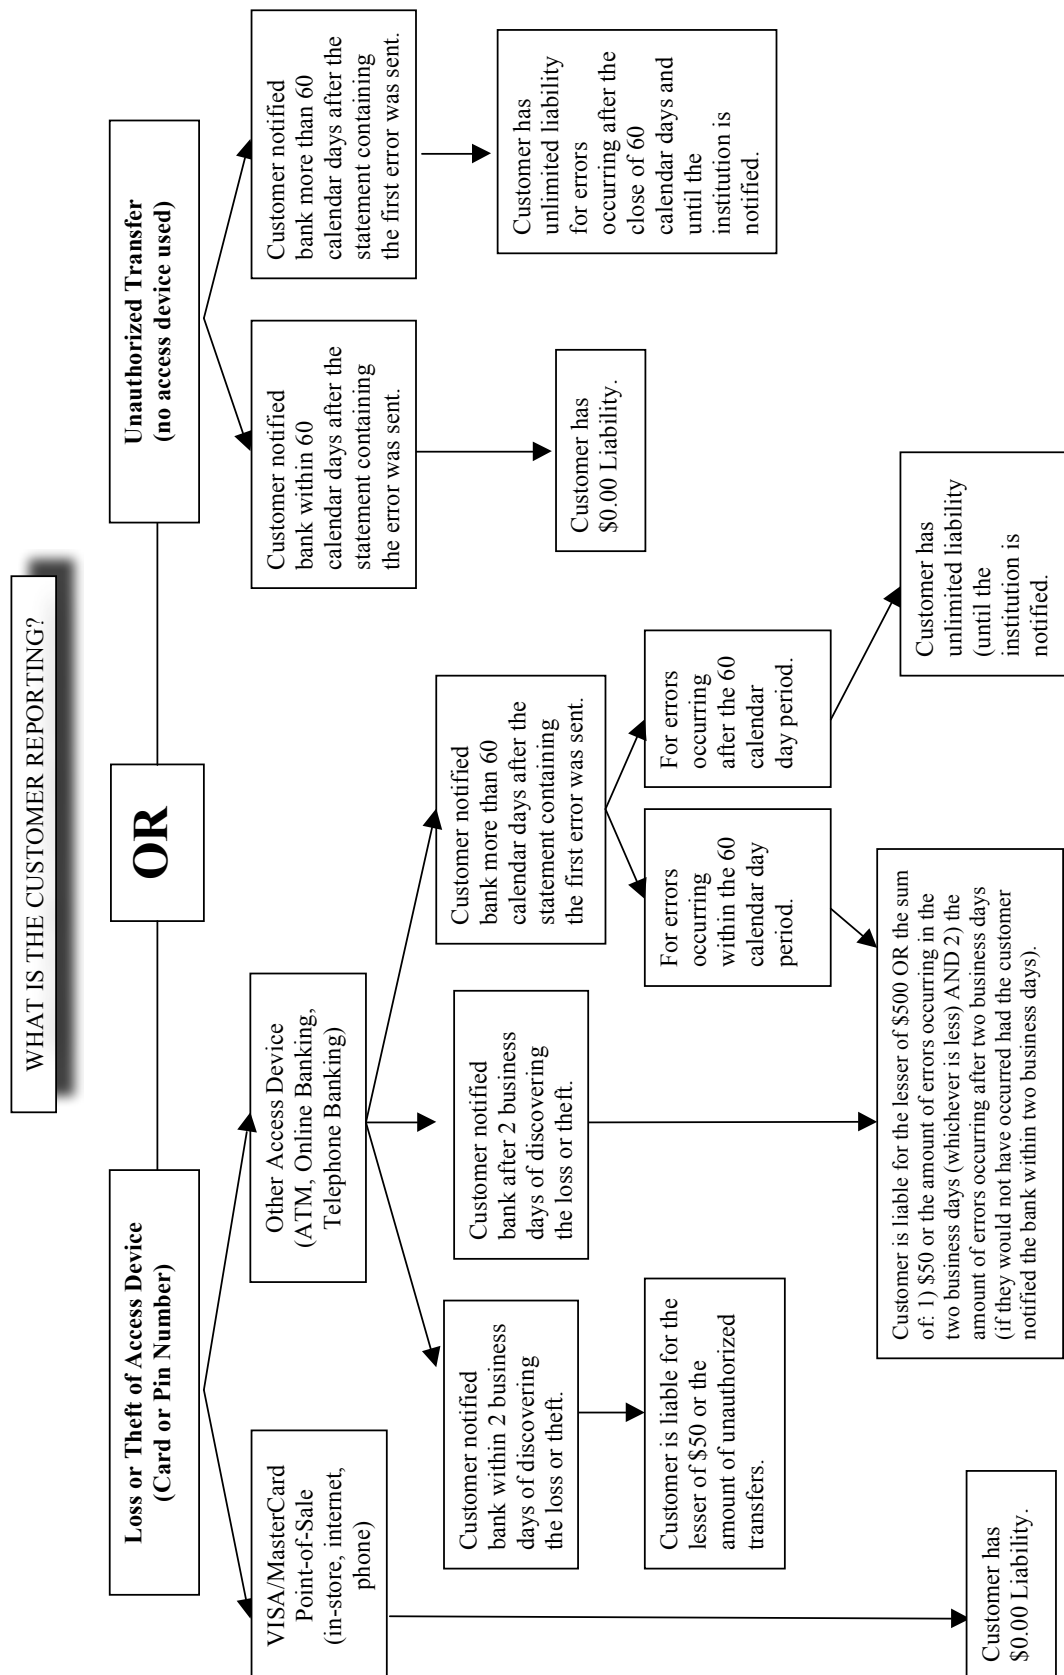 WHAT IS THE CUSTOMER REPORTING?
Loss or Theft of Access Device
(Card or Pin Number)
OR
Unauthorized Transfer
(no access device used)
VISA/MasterCard
Point-of-Sale
(in-store, internet,
phone)
Other Access Device
(ATM, Online Banking,
Telephone Banking)
Customer notified
bank within 60
calendar days after the
statement containing
the error was sent.
Customer notified
bank more than 60
calendar days after the
statement containing
the first error was sent.
Customer notified
bank within 2 business
days of discovering
the loss or theft.
Customer notified
bank after 2 business
days of discovering
the loss or theft.
Customer notified
bank more than 60
calendar days after the
statement containing
the first error was sent.
Customer has
$0.00 Liability.
Customer has
unlimited liability
for errors
occurring after the
close of 60
calendar days and
until the
institution is
notified.
Customer is liable for the
lesser of $50 or the
amount of unauthorized
transfers.
For errors
occurring
within the 60
calendar day
period.
For errors
occurring
after the 60
calendar
day period.
Customer has
$0.00 Liability.
Customer is liable for the lesser of $500 OR the sum
of: 1) $50 or the amount of errors occurring in the
two business days (whichever is less) AND 2) the
amount of errors occurring after two business days
(if they would not have occurred had the customer
notified the bank within two business days).
Customer has
unlimited liability
(until the
institution is
notified.